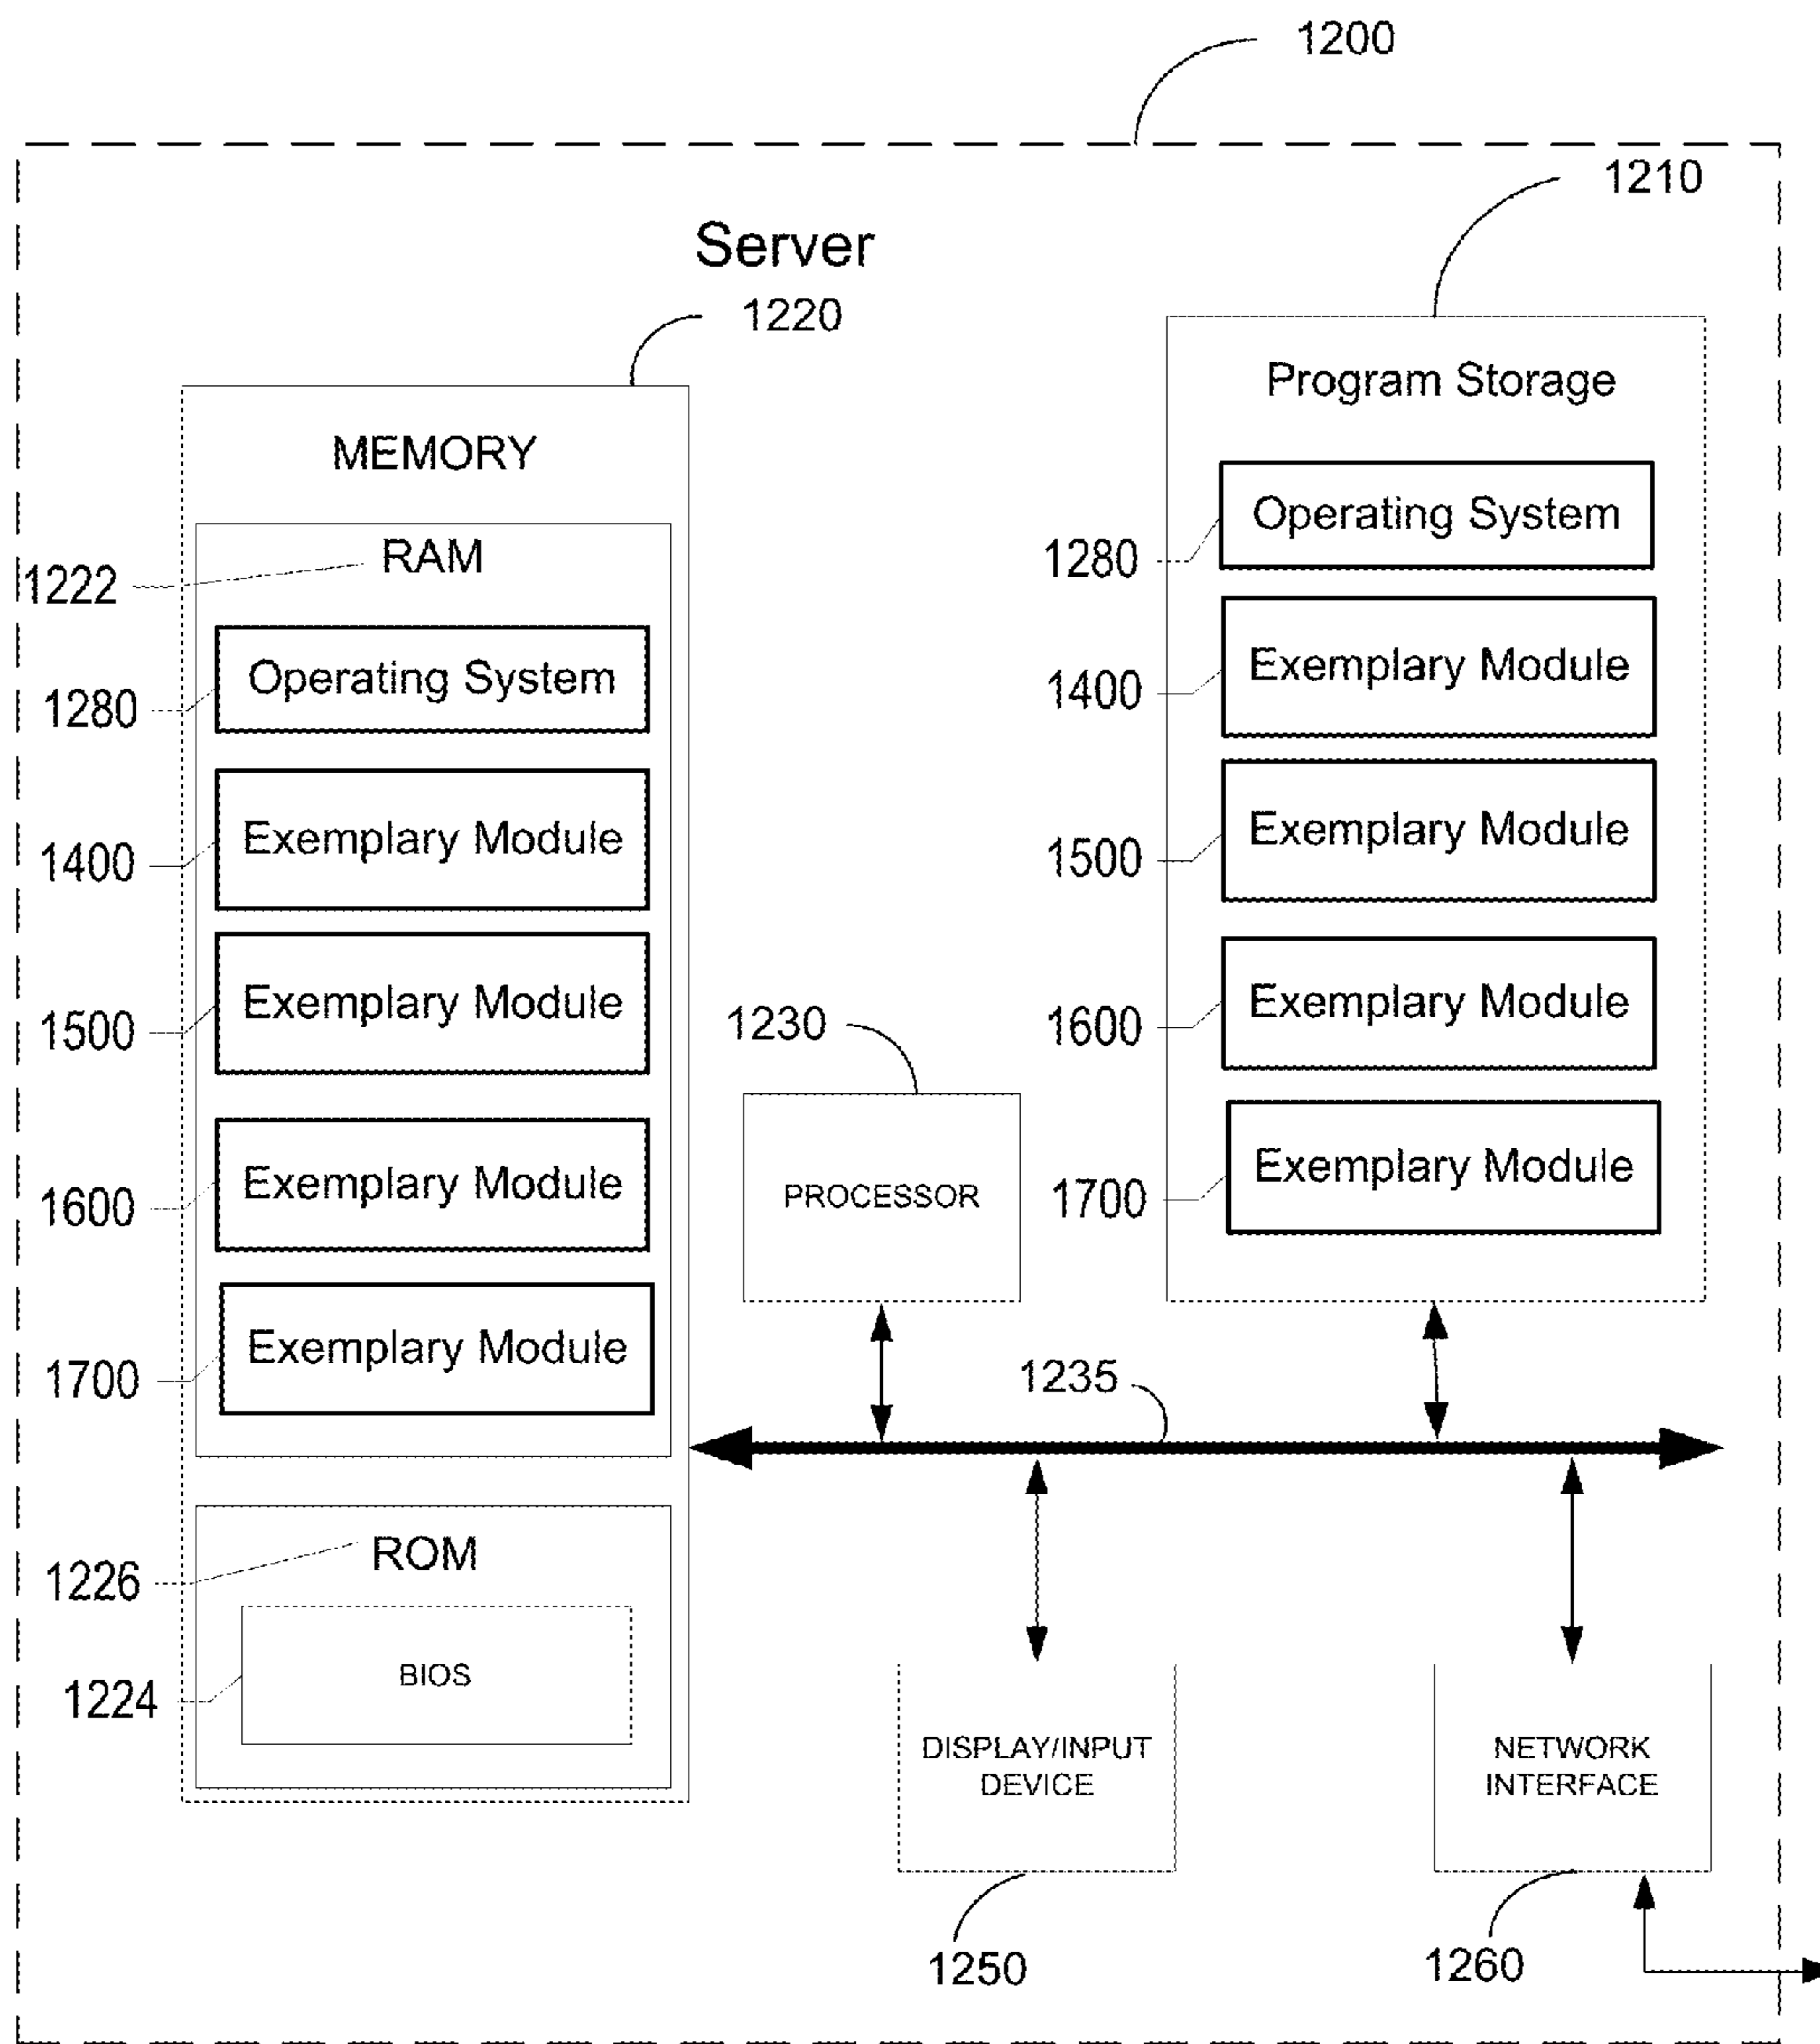 1200
1210
Server
1220
MEMORY
RAM
1222
Operating System
1280
Exemplary Module
1400
Exemplary Module
1500
Exemplary Module
1600
Exemplary Module
1700
ROM
1226
BIOS
1224
Program Storage
Operating System
1280
Exemplary Module
1400
Exemplary Module
1500
Exemplary Module
1600
Exemplary Module
1700
1230
PROCESSOR
1235
DISPLAY/INPUT
DEVICE
1250
NETWORK
INTERFACE
1260